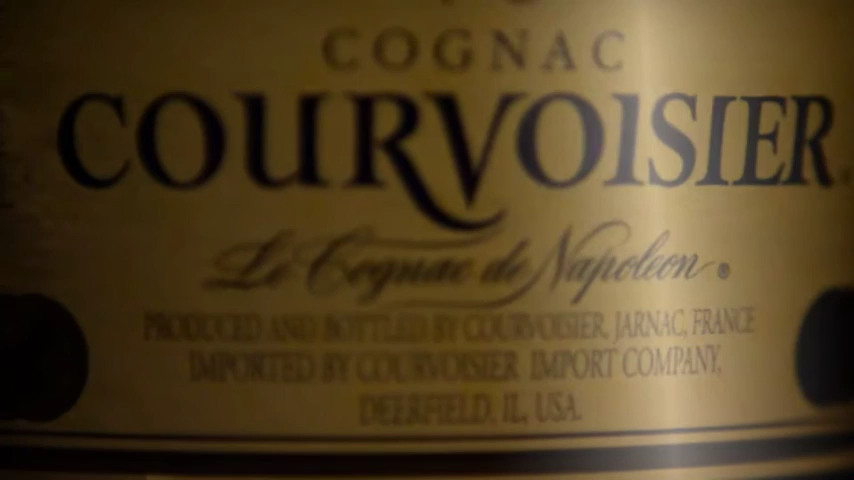 COGNAC
COURVOISIER
Le Cognac de Napoleon ®
PRODUCED AND BOTTLED BY COURVOISIER, JARNAC, FRANCE
IMPORTED BY COURVOISIER IMPORT COMPANY,
DEERFIELD, IL, USA.